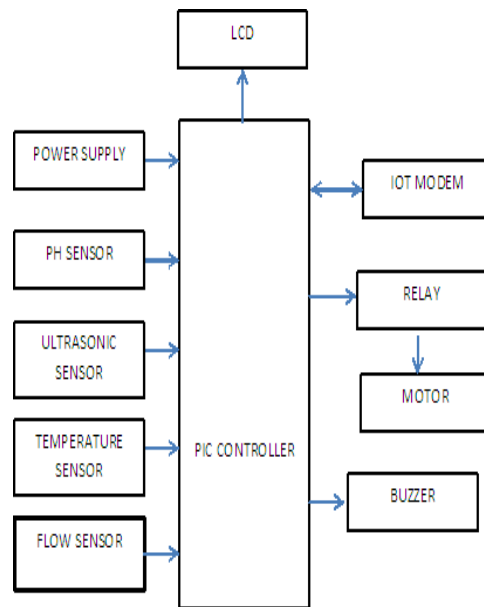 LCD
POWER SUPPLY
IOT MODEM
PH SENSOR
RELAY
ULTRASONIC
SENSOR
MOTOR
TEMPERATURE
SENSOR
PIC CONTROLLER
BUZZER
FLOW SENSOR